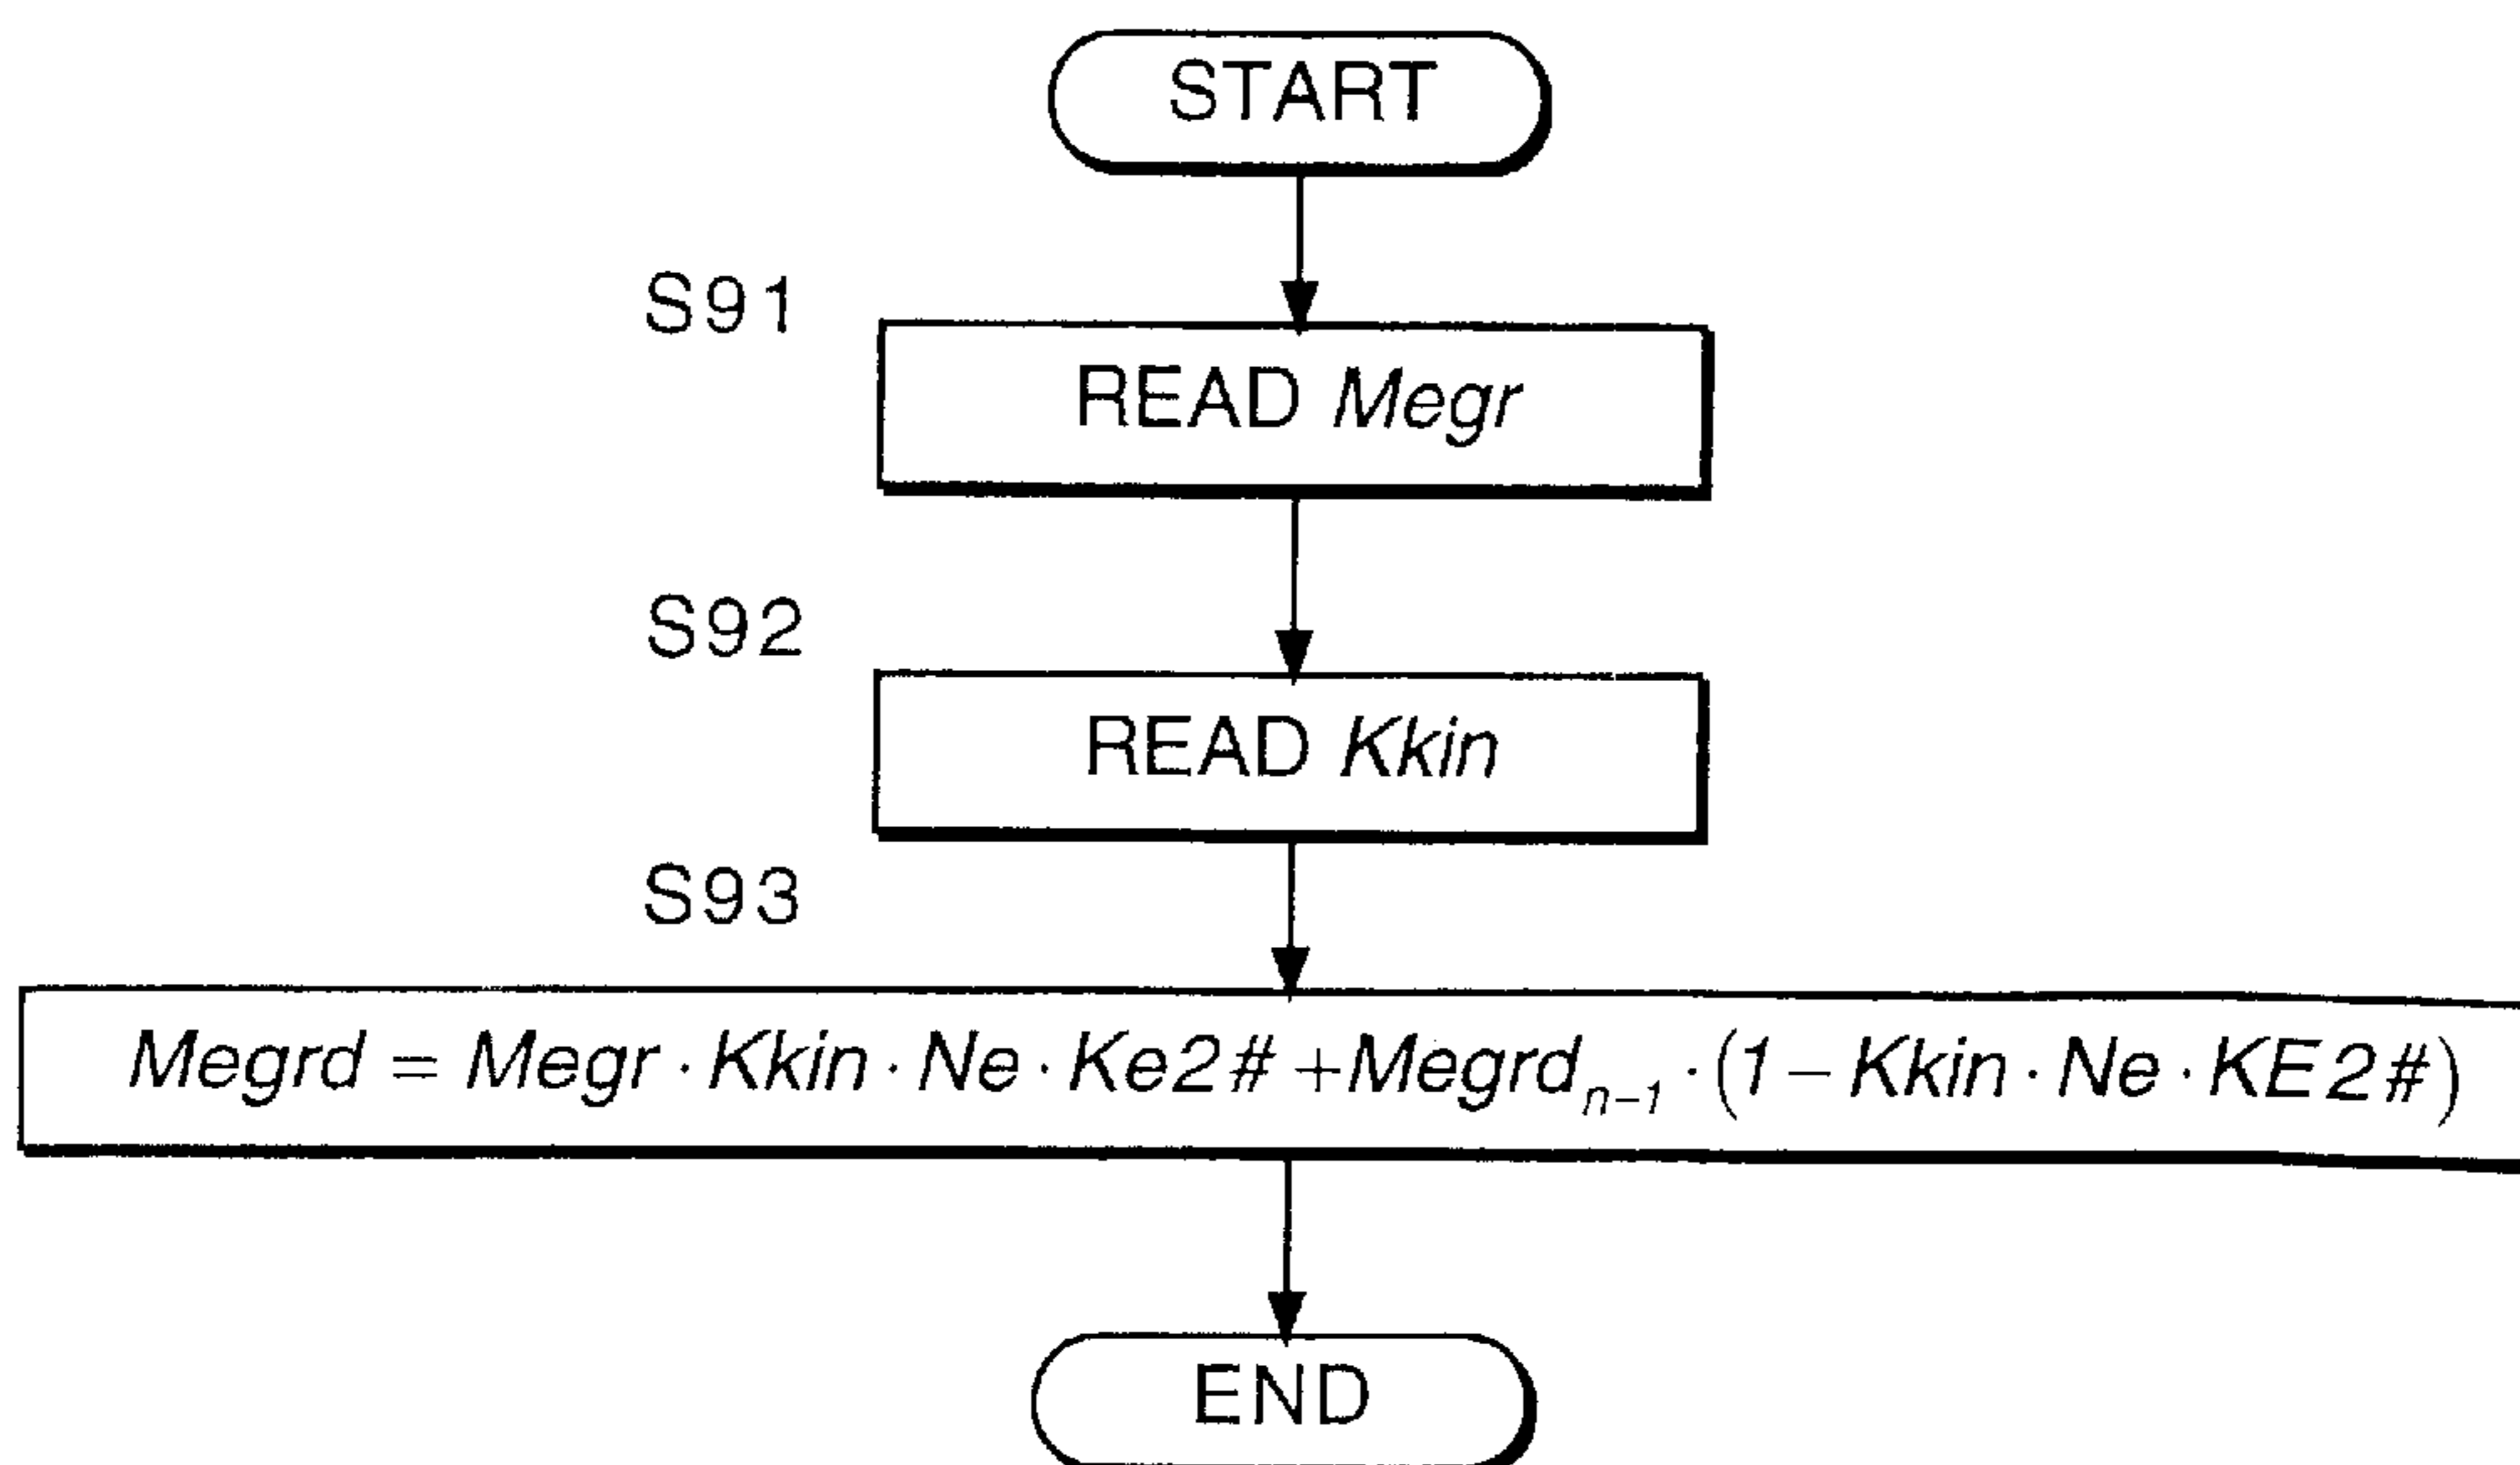 START
S91
READ Megr
S92
READ Kkin
S93
Megrd = Megr · Kkin · Ne · Ke2# + Megrdₙ₋₁ · (1 − Kkin · Ne · KE2#)
END